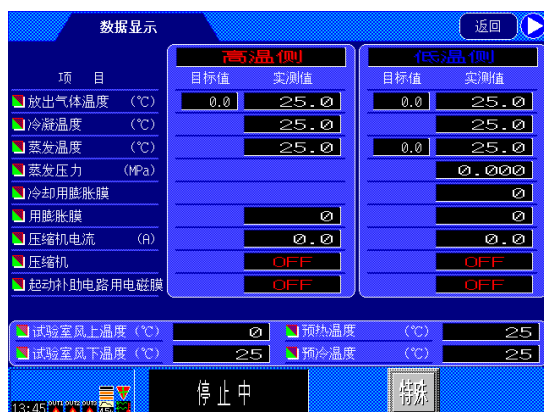 数据显示 返回
高温侧 低温侧
项 目 目标值 实测值 目标值 实测值
放出气体温度 (℃) 0.0 25.0 0.0 25.0
冷凝温度 (℃) 25.0 25.0
蒸发温度 (℃) 25.0 0.0 25.0
蒸发压力 (MPa) 0.000
冷却用膨胀膜 0
用膨胀膜 0 0
压缩机电流 (A) 0.0 0.0
压缩机 OFF OFF
起动补助电路用电磁膜 OFF OFF
试验室风上温度 (℃) 0 预热温度 (℃) 25
试验室风下温度 (℃) 25 预冷温度 (℃) 25
停止中 特殊
13:45 OUT1 OUT2 OUT3